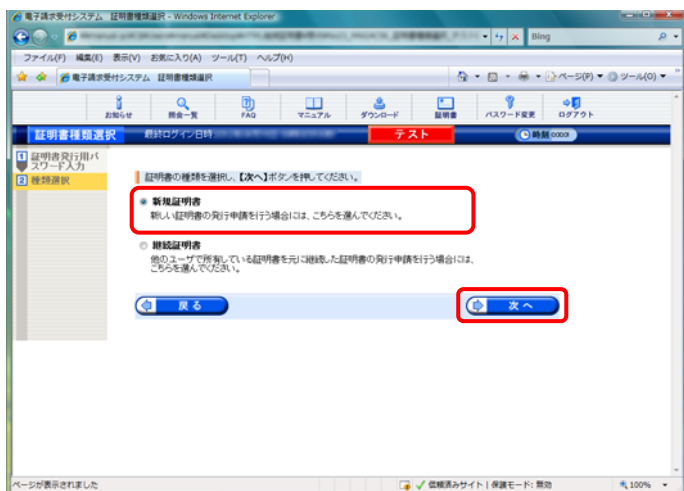 電子請求受付システム 証明書種類選択 - Windows Internet Explorer
Bing
ファイル(F) 編集(E) 表示(V) お気に入り(A) ツール(T) ヘルプ(H)
電子請求受付システム 証明書種類選択
ページ(P) ツール(O)
お知らせ 照会一覧 FAQ マニュアル ダウンロード 証明書 パスワード変更 ログアウト
証明書種類選択 最終ログイン日時 テスト 時刻 00:00
1 証明書発行用パ
スワード入力
2 種類選択
証明書の種類を選択し、【次へ】ボタンを押してください。
新規証明書
新しい証明書の発行申請を行う場合には、こちらを選んでください。
継続証明書
他のユーザで所有している証明書を元に継続した証明書の発行申請を行う場合には、
こちらを選んでください。
戻る 次へ
ページが表示されました 信頼済みサイト | 保護モード: 無効 100%